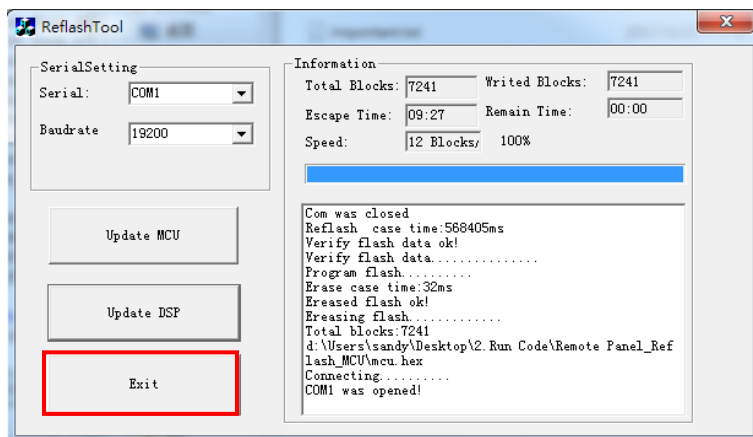 ReflashTool
SerialSetting
Serial: COM1
Baudrate 19200
Update MCU
Update DSP
Exit
Information
Total Blocks: 7241 Writed Blocks: 7241
Escape Time: 09:27 Remain Time: 00:00
Speed: 12 Blocks/ 100%
Com was closed
Reflash case time:568405ms
Verify flash data ok!
Verify flash data...............
Program flash..........
Erase case time:32ms
Ereased flash ok!
Ereasing flash.............
Total blocks:7241
d:\Users\sandy\Desktop\2.Run Code\Remote Panel_Ref
lash_MCU\mcu.hex
Connecting..........
COM1 was opened!